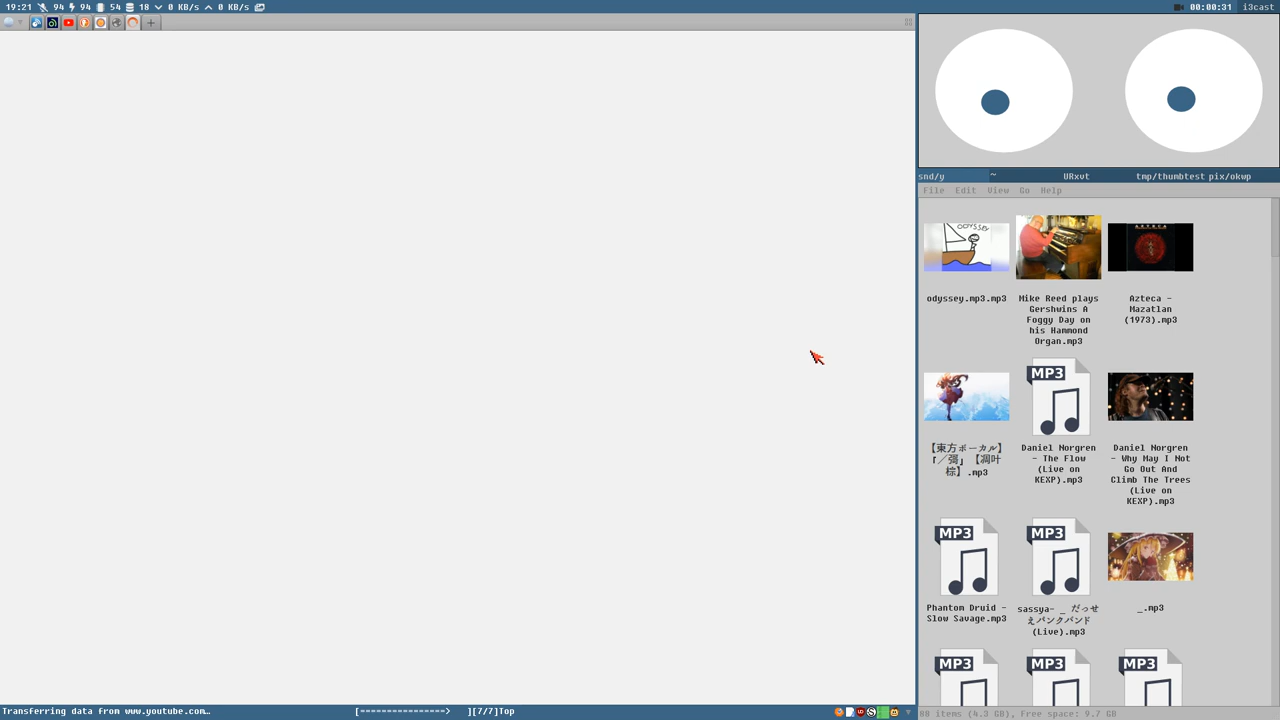 19:21 94 94 54 18 0 KB/s 0 KB/s
00:00:31 i3cast
snd/y ~ URxvt tmp/thumbtest pix/okwp
File Edit View Go Help
ODYSSEY
AZTECA
odyssey.mp3.mp3
Mike Reed plays
Gershwins A
Foggy Day on
his Hammond
Organ.mp3
Azteca -
Mazatlan
(1973).mp3
MP3
【東方ボーカル】
「／彁」【凋叶
棕】.mp3
Daniel Norgren
- The Flow
(Live on
KEXP).mp3
Daniel Norgren
- Why May I Not
Go Out And
Climb The Trees
(Live on
KEXP).mp3
MP3
MP3
Phantom Druid -
Slow Savage.mp3
sassya- _ だっせ
えパンクバンド
(Live).mp3
_.mp3
MP3
MP3
MP3
88 items (4.3 GB), Free space: 9.7 GB
Transferring data from www.youtube.com… [----------------> ][7/7]Top